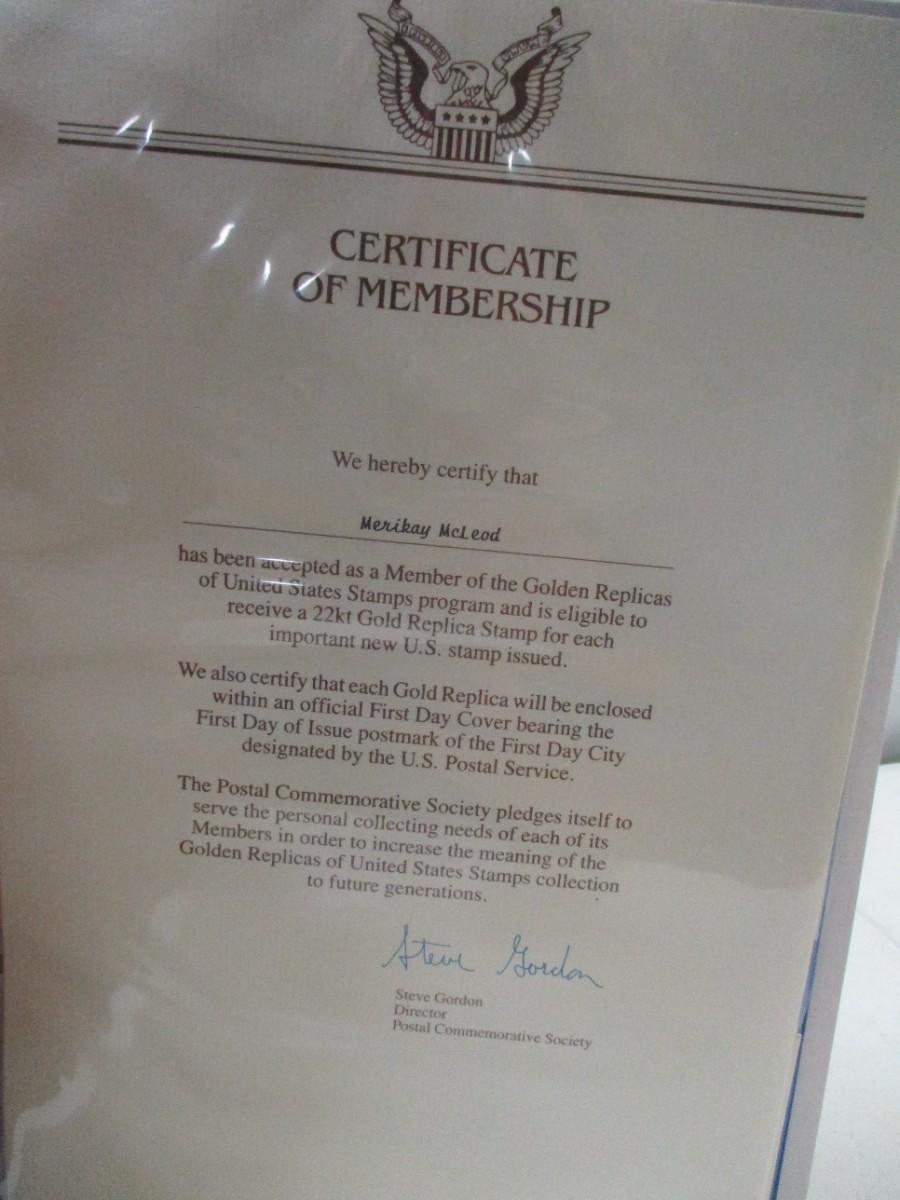 CERTIFICATE
OF MEMBERSHIP
We hereby certify that
Merikay McLeod
has been accepted as a Member of the Golden Replicas
of United States Stamps program and is eligible to
receive a 22kt Gold Replica Stamp for each
important new U.S. stamp issued.
We also certify that each Gold Replica will be enclosed
within an official First Day Cover bearing the
First Day of Issue postmark of the First Day City
designated by the U.S. Postal Service.
The Postal Commemorative Society pledges itself to
serve the personal collecting needs of each of its
Members in order to increase the meaning of the
Golden Replicas of United States Stamps collection
to future generations.
Steve Gordon
Steve Gordon
Director
Postal Commemorative Society